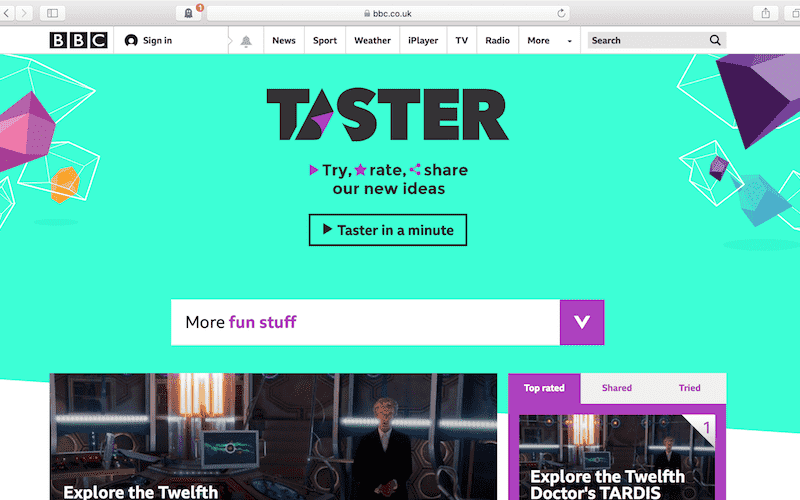 1
bbc.co.uk
BBC
Sign in
News
Sport
Weather
iPlayer
TV
Radio
More
Search
TASTER
Try, rate, share
our new ideas
Taster in a minute
More fun stuff
Explore the Twelfth
Top rated
Shared
Tried
1
Explore the Twelfth
Doctor's TARDIS